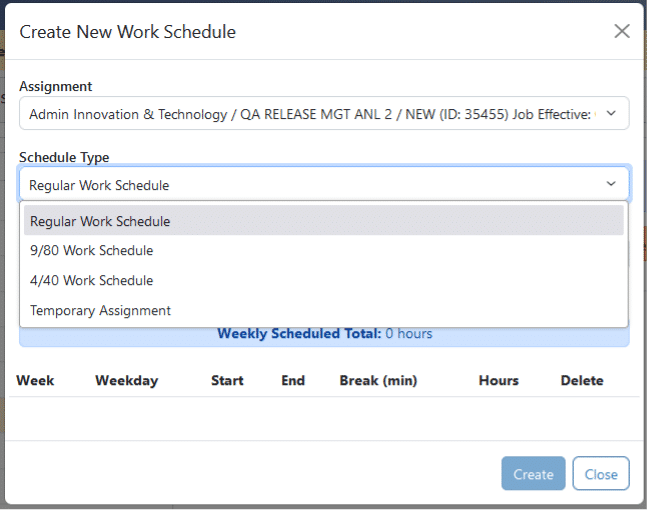 Create New Work Schedule
Assignment
Admin Innovation & Technology / QA RELEASE MGT ANL 2 / NEW (ID: 35455) Job Effective:
Schedule Type
Regular Work Schedule
Regular Work Schedule
9/80 Work Schedule
4/40 Work Schedule
Temporary Assignment
Weekly Scheduled Total: 0 hours
Week Weekday Start End Break (min) Hours Delete
Create Close